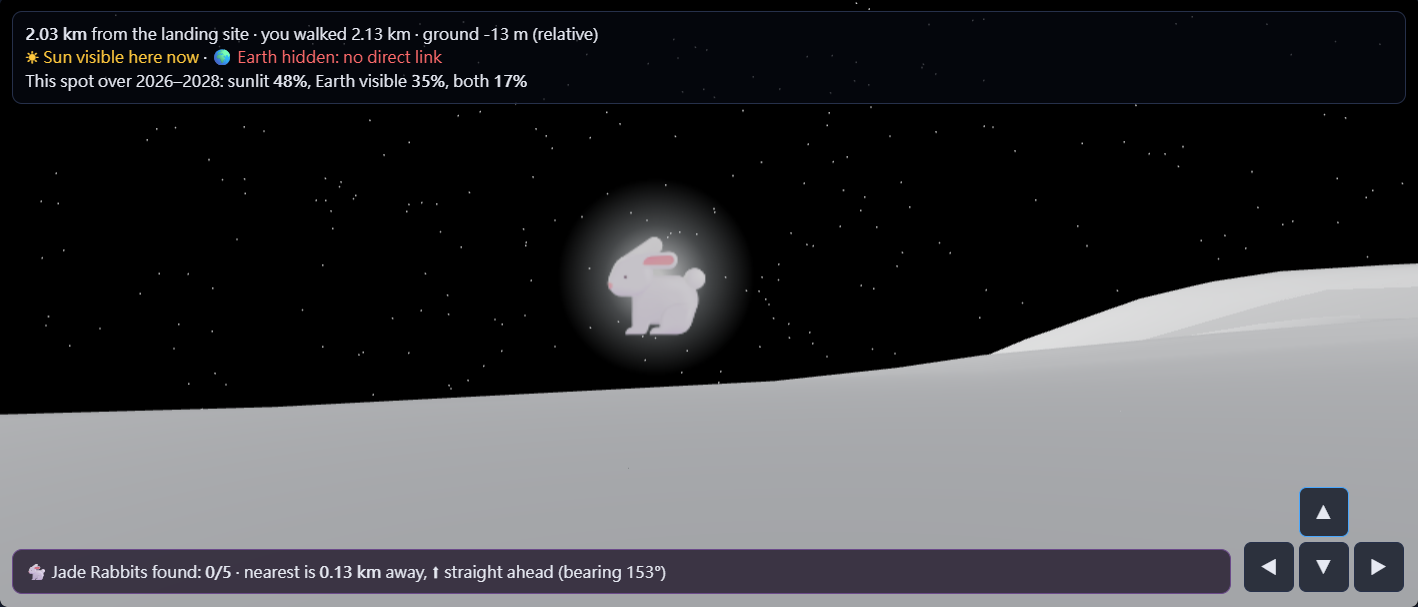 2.03 km from the landing site · you walked 2.13 km · ground -13 m (relative)
☀ Sun visible here now · 🌍 Earth hidden: no direct link
This spot over 2026–2028: sunlit 48%, Earth visible 35%, both 17%
▲
🐇 Jade Rabbits found: 0/5 · nearest is 0.13 km away, ⬆ straight ahead (bearing 153°)
◀ ▼ ▶